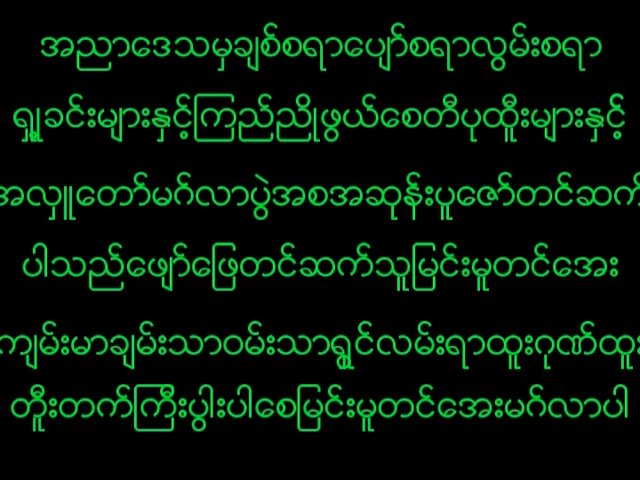 အညာဒေသမှချစ်စရာပျော်စရာလွမ်းစရာ
ရှုခင်းများနှင့်ကြည်ညိုဖွယ်စေတီပုထိုးများနှင့်
အလှူတော်မင်္ဂလာပွဲအစအဆုန်းပူဇော်တင်ဆက်
ပါသည်ဖျော်ဖြေတင်ဆက်သူမြင်းမူတင်အေး
ကျမ်းမာချမ်းသာဝမ်းသာရွှင်လမ်းရာထူးဂုဏ်ထူး
တိုးတက်ကြီးပွါးပါစေမြင်းမူတင်အေးမင်္ဂလာပါ